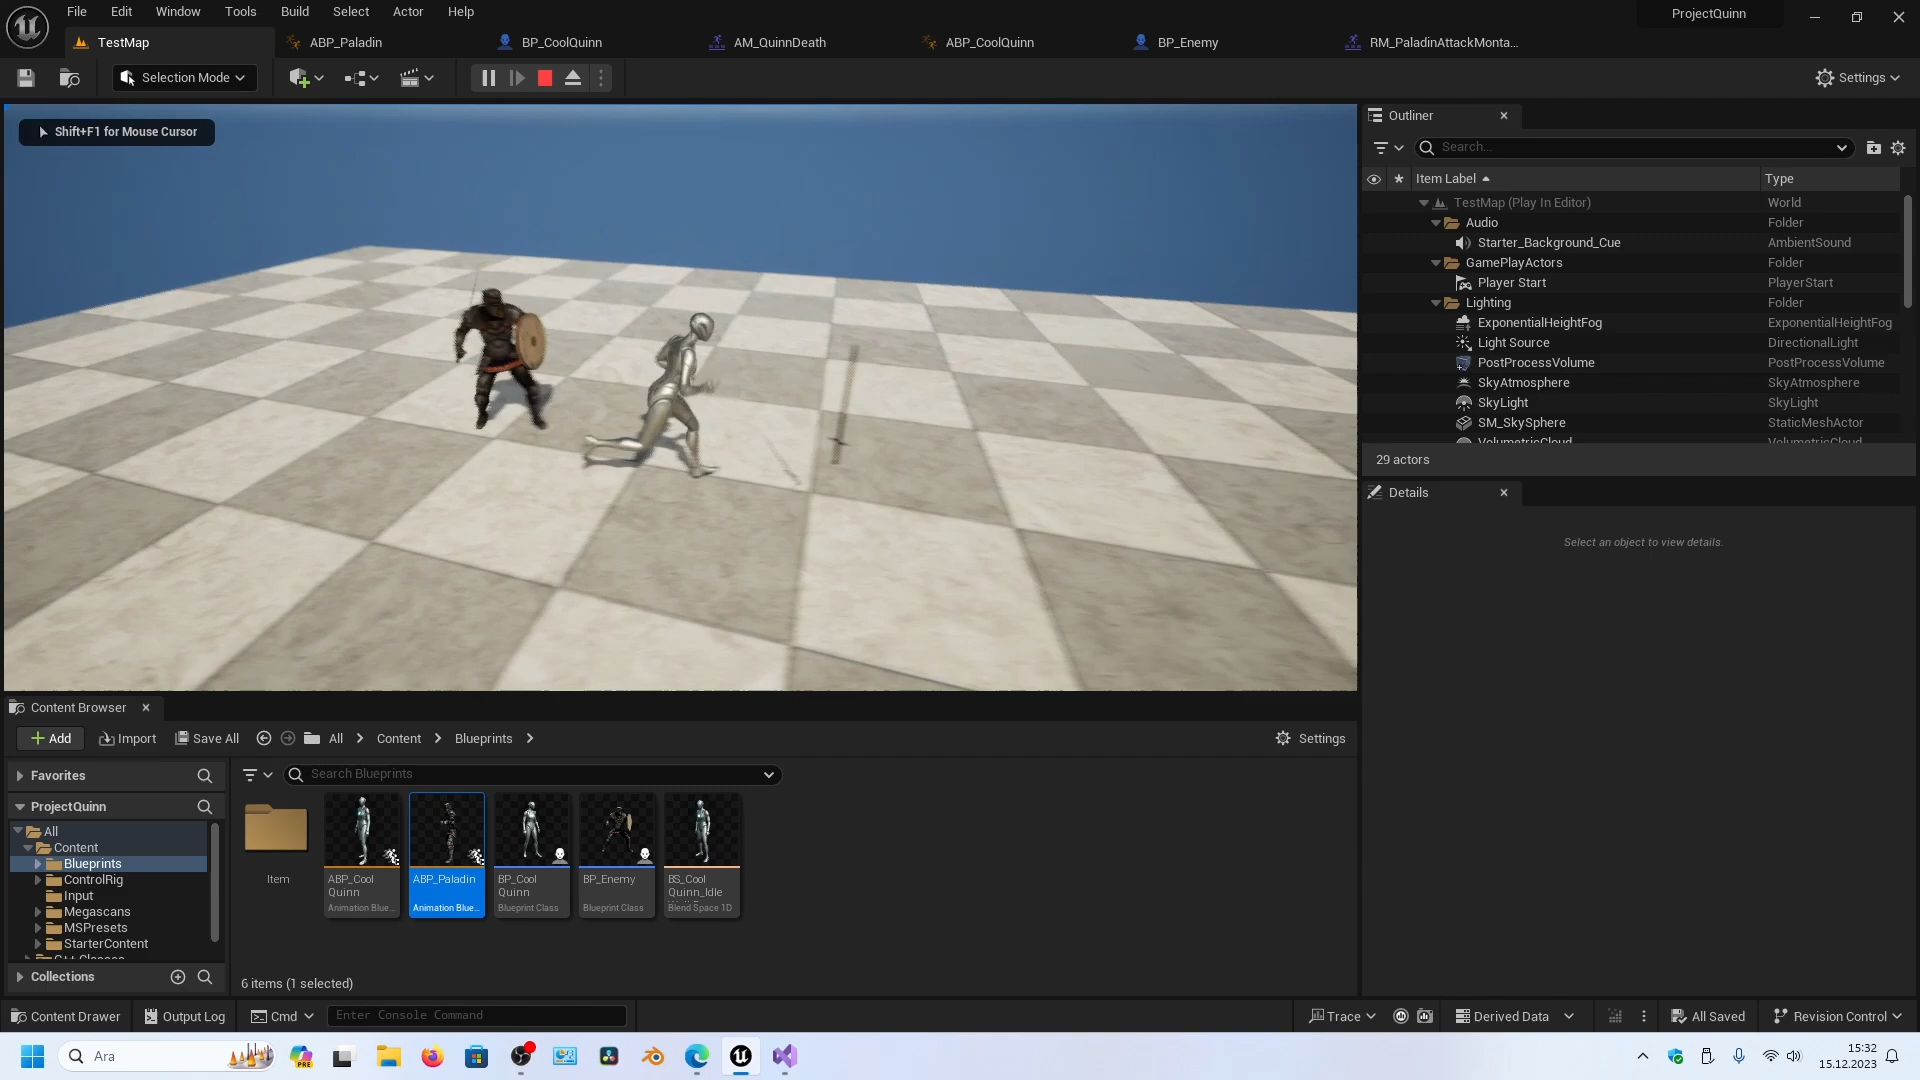 File Edit Window Tools Build Select Actor Help
ProjectQuinn
TestMap
ABP_Paladin
BP_CoolQuinn
AM_QuinnDeath
ABP_CoolQuinn
BP_Enemy
RM_PaladinAttackMonta...
Selection Mode
Settings
Shift+F1 for Mouse Cursor
Outliner
Search...
Item Label
Type
TestMap (Play In Editor) World
Audio Folder
Starter_Background_Cue AmbientSound
GamePlayActors Folder
Player Start PlayerStart
Lighting Folder
ExponentialHeightFog ExponentialHeightFog
Light Source DirectionalLight
PostProcessVolume PostProcessVolume
SkyAtmosphere SkyAtmosphere
SkyLight SkyLight
SM_SkySphere StaticMeshActor
VolumetricCloud VolumetricCloud
29 actors
Details
Select an object to view details.
Content Browser
Add
Import
Save All
All
Content
Blueprints
Settings
Favorites
Search Blueprints
ProjectQuinn
All
Content
Blueprints
ControlRig
Input
Megascans
MSPresets
StarterContent
C++ Classes
Collections
Item
ABP_Cool
Quinn
Animation Blue...
ABP_Paladin
Animation Blue...
BP_Cool
Quinn
Blueprint Class
BP_Enemy
Blueprint Class
BS_Cool
Quinn_Idle
Blend Space 1D
6 items (1 selected)
Content Drawer
Output Log
Cmd
Enter Console Command
Trace
Derived Data
All Saved
Revision Control
Ara
PRE
15:32
15.12.2023